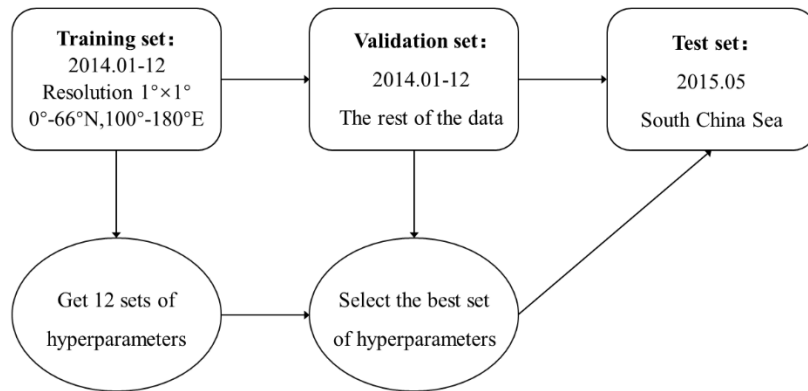 Training set：
2014.01-12
Resolution 1°×1°
0°-66°N,100°-180°E
Validation set：
2014.01-12
The rest of the data
Test set：
2015.05
South China Sea
Get 12 sets of
hyperparameters
Select the best set
of hyperparameters